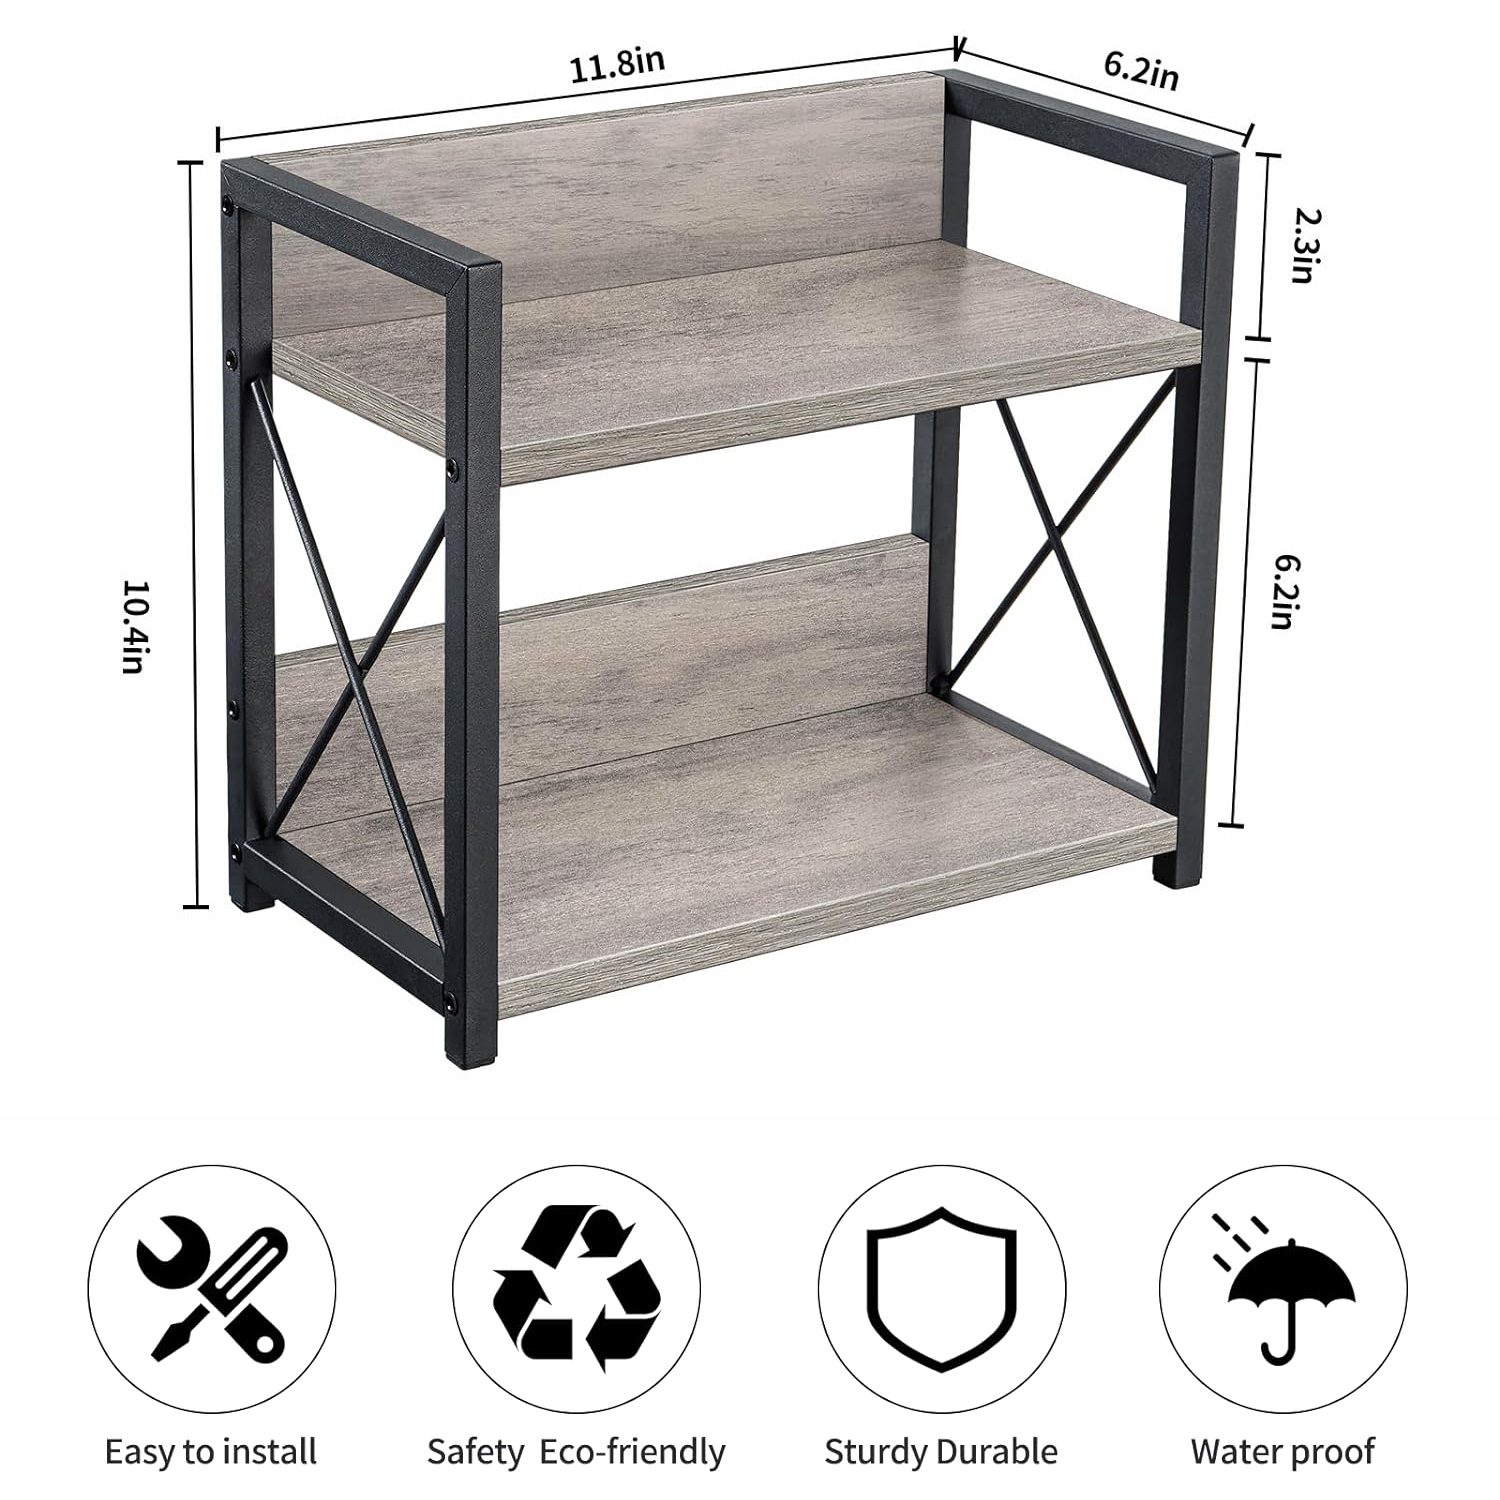 11.8in
6.2in
2.3in
10.4in
6.2in
Easy to install
Safety Eco-friendly
Sturdy Durable
Water proof